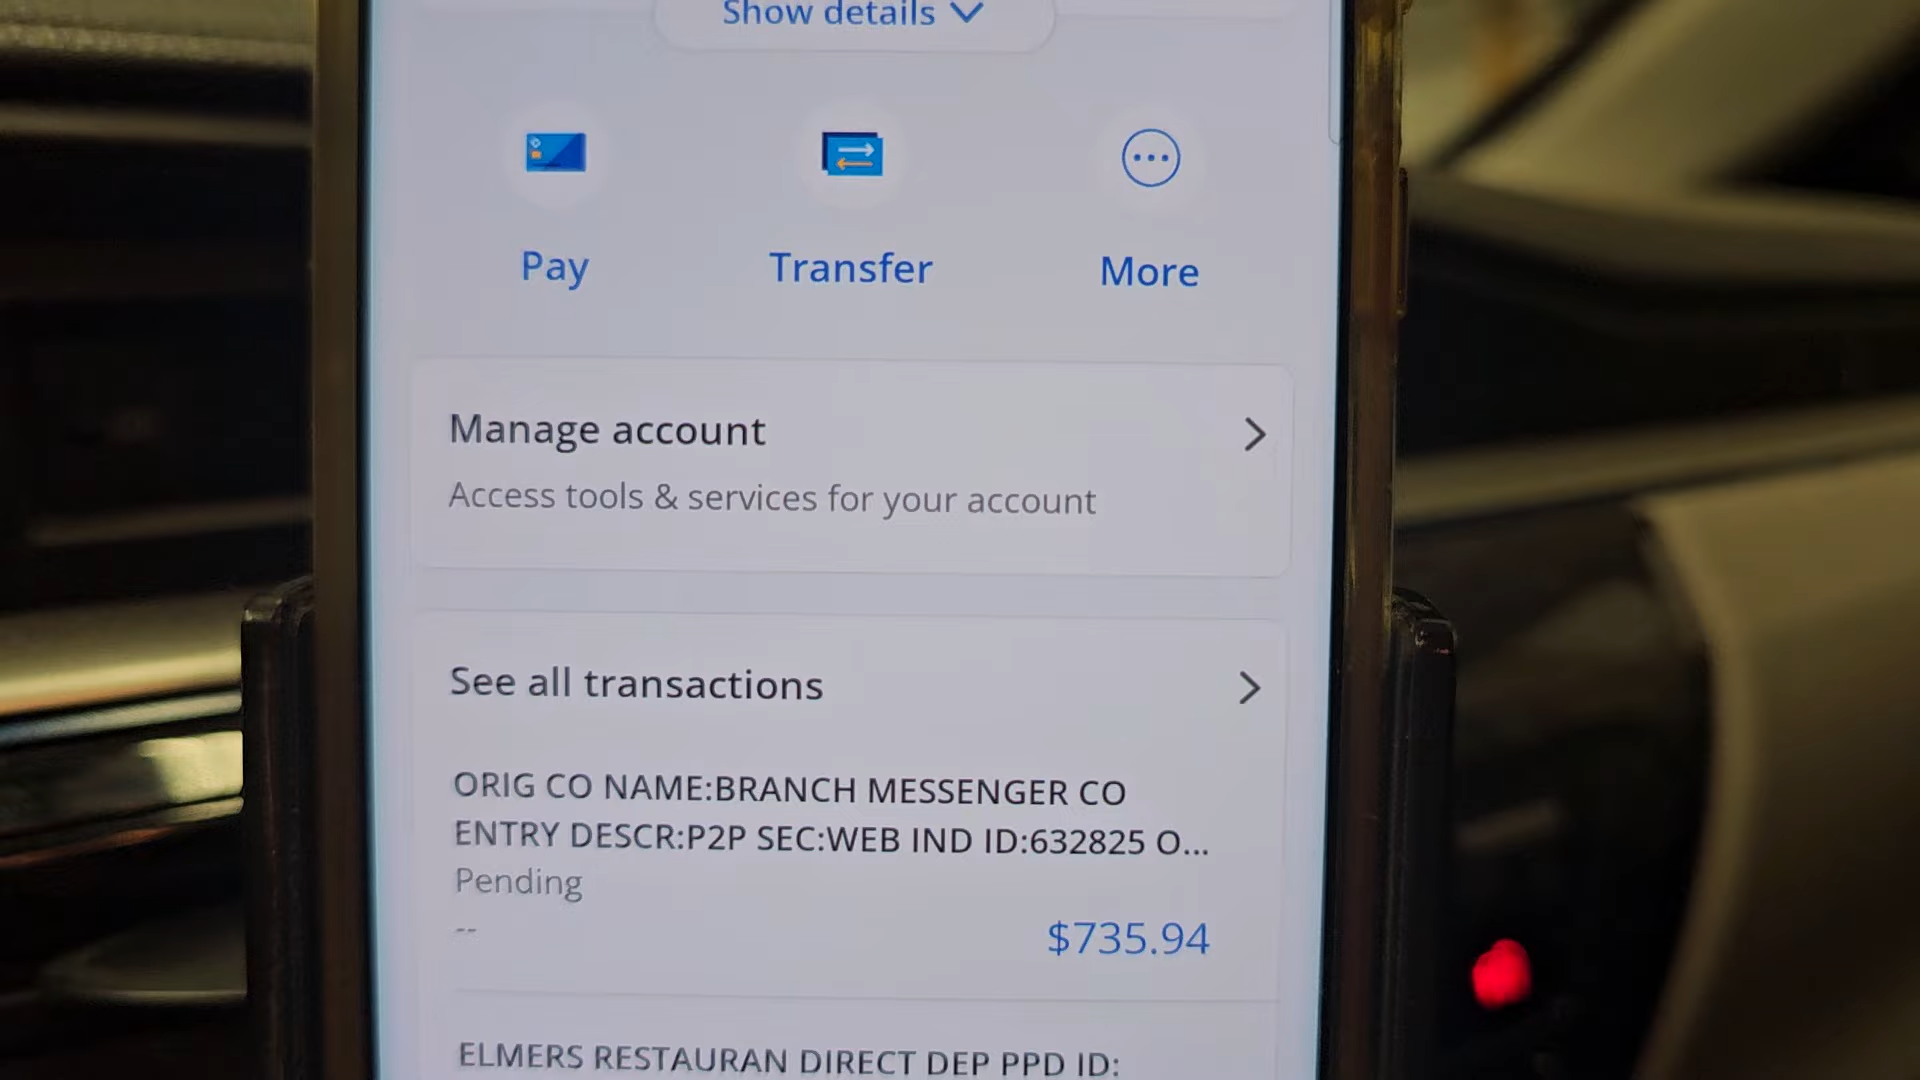 Show details
Pay
Transfer
More
Manage account
Access tools & services for your account
See all transactions
ORIG CO NAME:BRANCH MESSENGER CO
ENTRY DESCR:P2P SEC:WEB IND ID:632825 O...
Pending
--
$735.94
ELMERS RESTAURAN DIRECT DEP PPD ID: